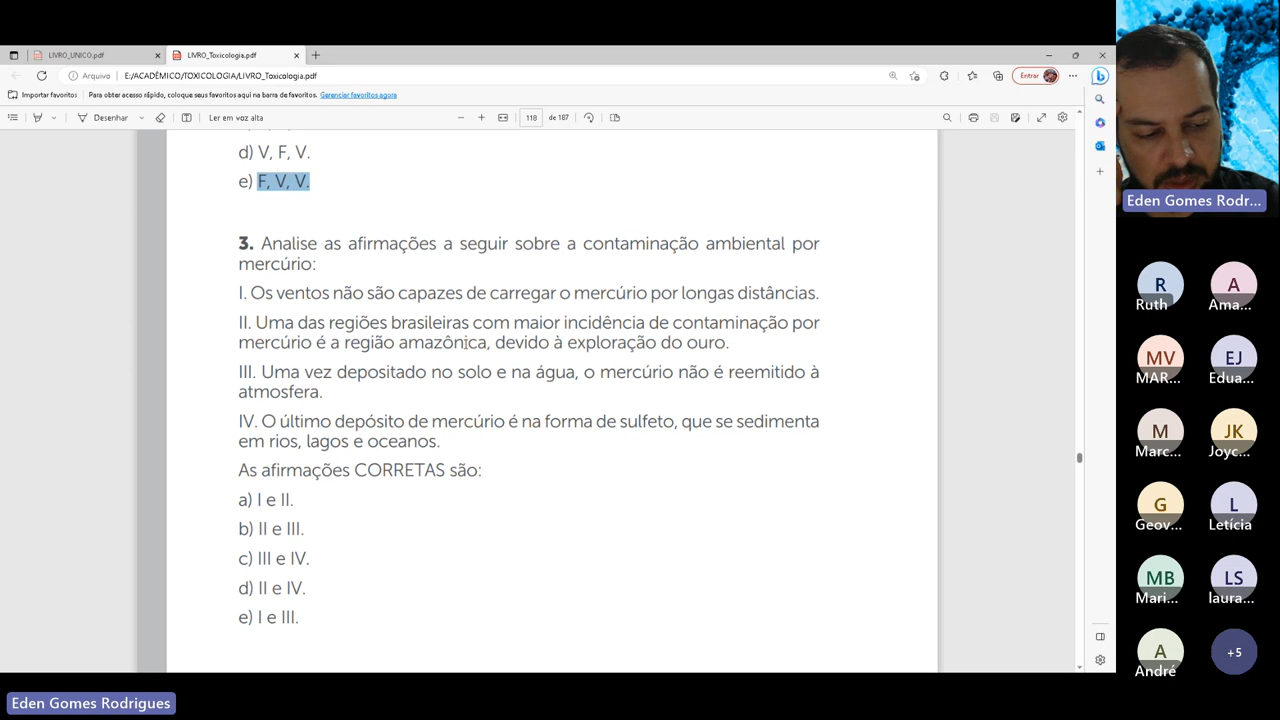 LIVRO_UNICO.pdf
LIVRO_Toxicologia.pdf
Arquivo
E:/ACADÊMICO/TOXICOLOGIA/LIVRO_Toxicologia.pdf
Entrar
Importar favoritos
Para obter acesso rápido, coloque seus favoritos aqui na barra de favoritos. Gerenciar favoritos agora
Desenhar
Ler em voz alta
118
de 187
d) V, F, V.
e) F, V, V.
3. Analise as afirmações a seguir sobre a contaminação ambiental por
mercúrio:
I. Os ventos não são capazes de carregar o mercúrio por longas distâncias.
II. Uma das regiões brasileiras com maior incidência de contaminação por
mercúrio é a região amazônica, devido à exploração do ouro.
III. Uma vez depositado no solo e na água, o mercúrio não é reemitido à
atmosfera.
IV. O último depósito de mercúrio é na forma de sulfeto, que se sedimenta
em rios, lagos e oceanos.
As afirmações CORRETAS são:
a) I e II.
b) II e III.
c) III e IV.
d) II e IV.
e) I e III.
Eden Gomes Rodr...
R
Ruth
A
Ama...
MV
MAR...
EJ
Edua...
M
Marc...
JK
Joyc...
G
Geov...
L
Letícia
MB
Mari...
LS
laura...
A
André
+5
Eden Gomes Rodrigues